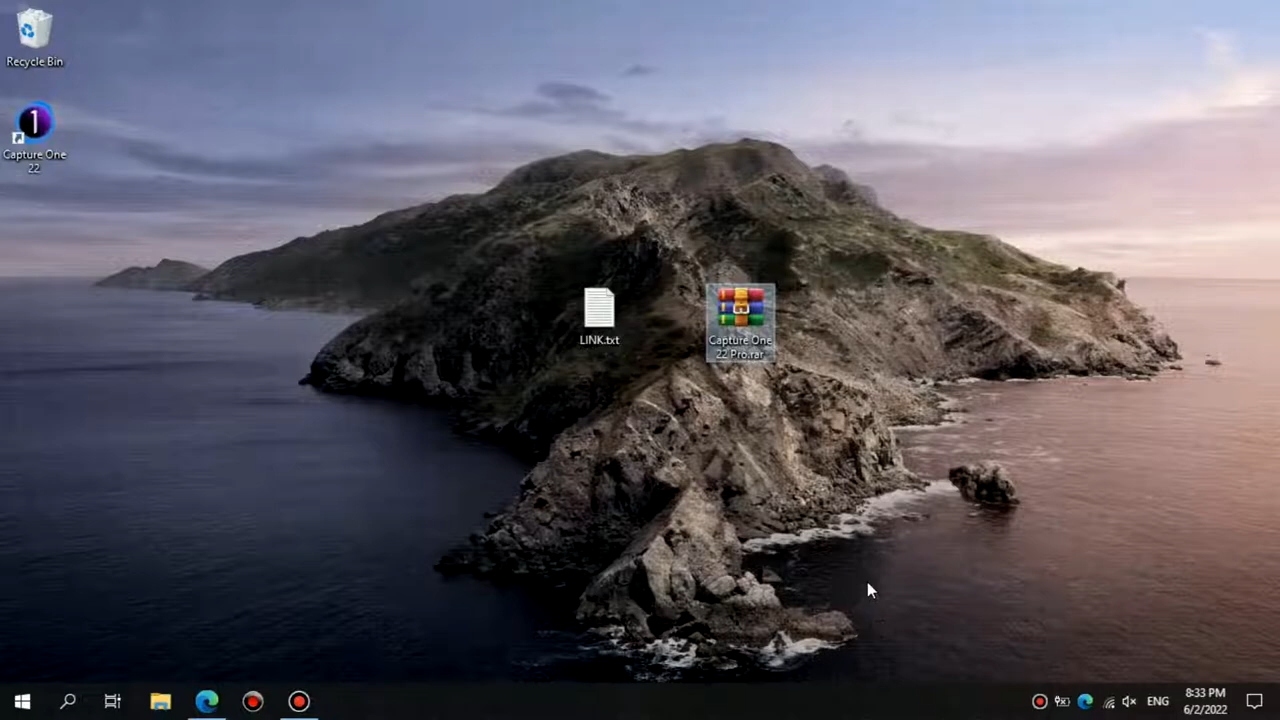 Recycle Bin
1
Capture One
22
LINK.txt
Capture One
22 Pro.rar
ENG
8:33 PM
6/2/2022